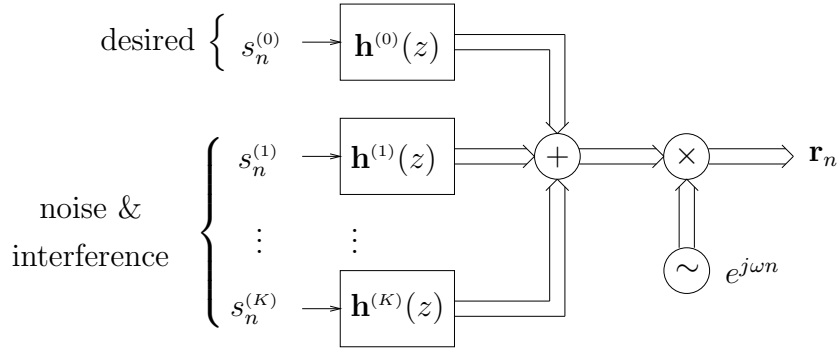 desired { s_n^{(0)} h^{(0)}(z)
s_n^{(1)} h^{(1)}(z) + × r_n
noise &
interference
⋮ ⋮
∼ e^{jωn}
s_n^{(K)} h^{(K)}(z)